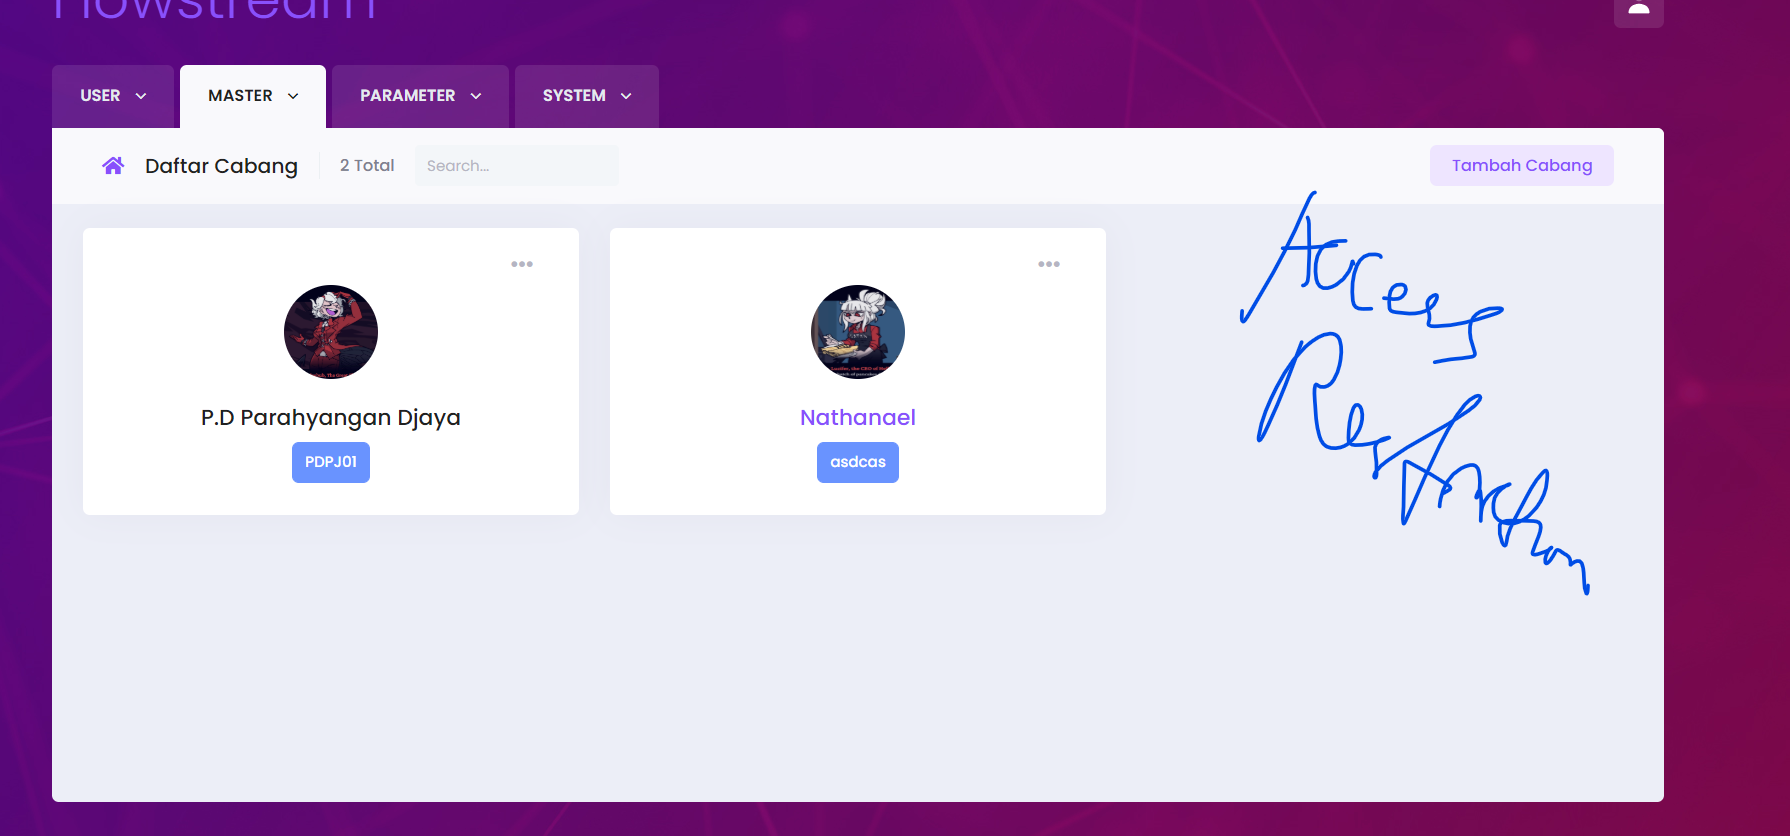 flowstream
USER
MASTER
PARAMETER
SYSTEM
Daftar Cabang
2 Total
Search...
Tambah Cabang
P.D Parahyangan Djaya
PDPJ01
Nathanael
asdcas
Access
Restriction